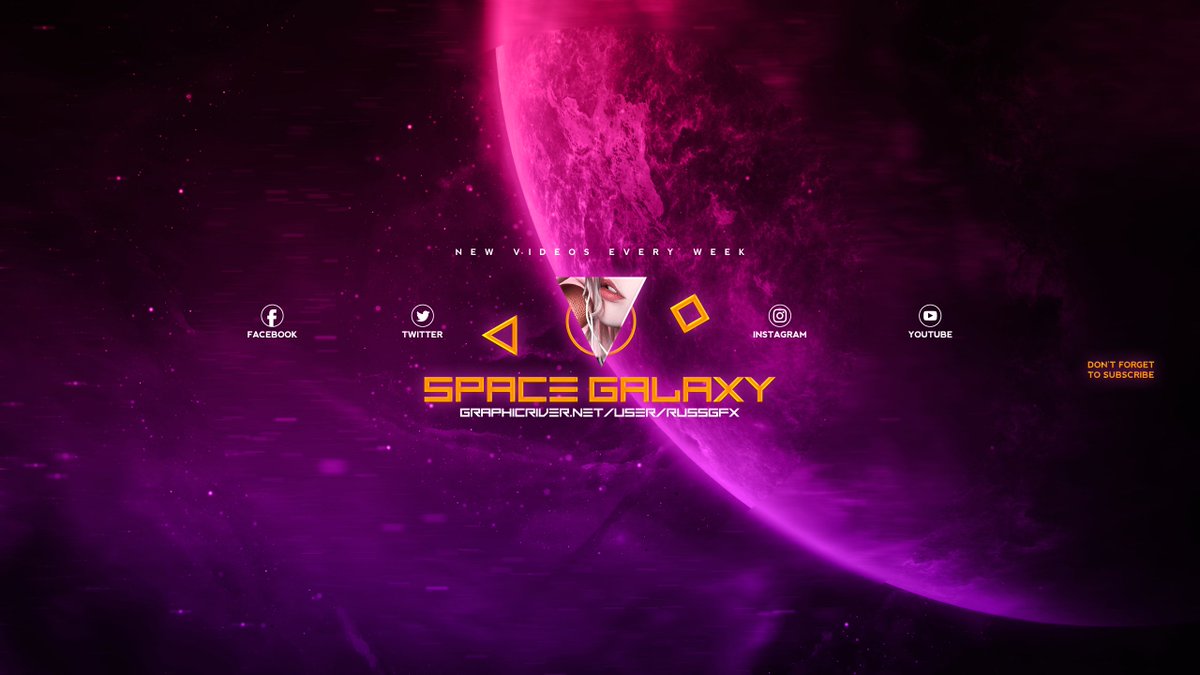 NEW VIDEOS EVERY WEEK
FACEBOOK
TWITTER
INSTAGRAM
YOUTUBE
DON'T FORGET
TO SUBSCRIBE
SPACE GALAXY
GRAPHICRIVER.NET/USER/RUSSGFX